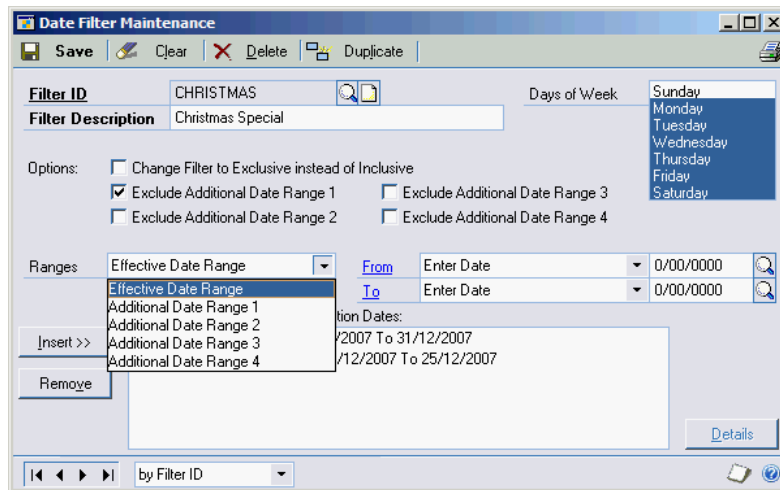 Date Filter Maintenance
Save Clear Delete Duplicate
Filter ID CHRISTMAS
Filter Description Christmas Special
Days of Week
Sunday
Monday
Tuesday
Wednesday
Thursday
Friday
Saturday
Options:
Change Filter to Exclusive instead of Inclusive
Exclude Additional Date Range 1 Exclude Additional Date Range 3
Exclude Additional Date Range 2 Exclude Additional Date Range 4
Ranges Effective Date Range From Enter Date 0/00/0000
To Enter Date 0/00/0000
Effective Date Range
Additional Date Range 1
Additional Date Range 2
Additional Date Range 3
Additional Date Range 4
tion Dates:
/2007 To 31/12/2007
/12/2007 To 25/12/2007
Insert >>
Remove
Details
by Filter ID